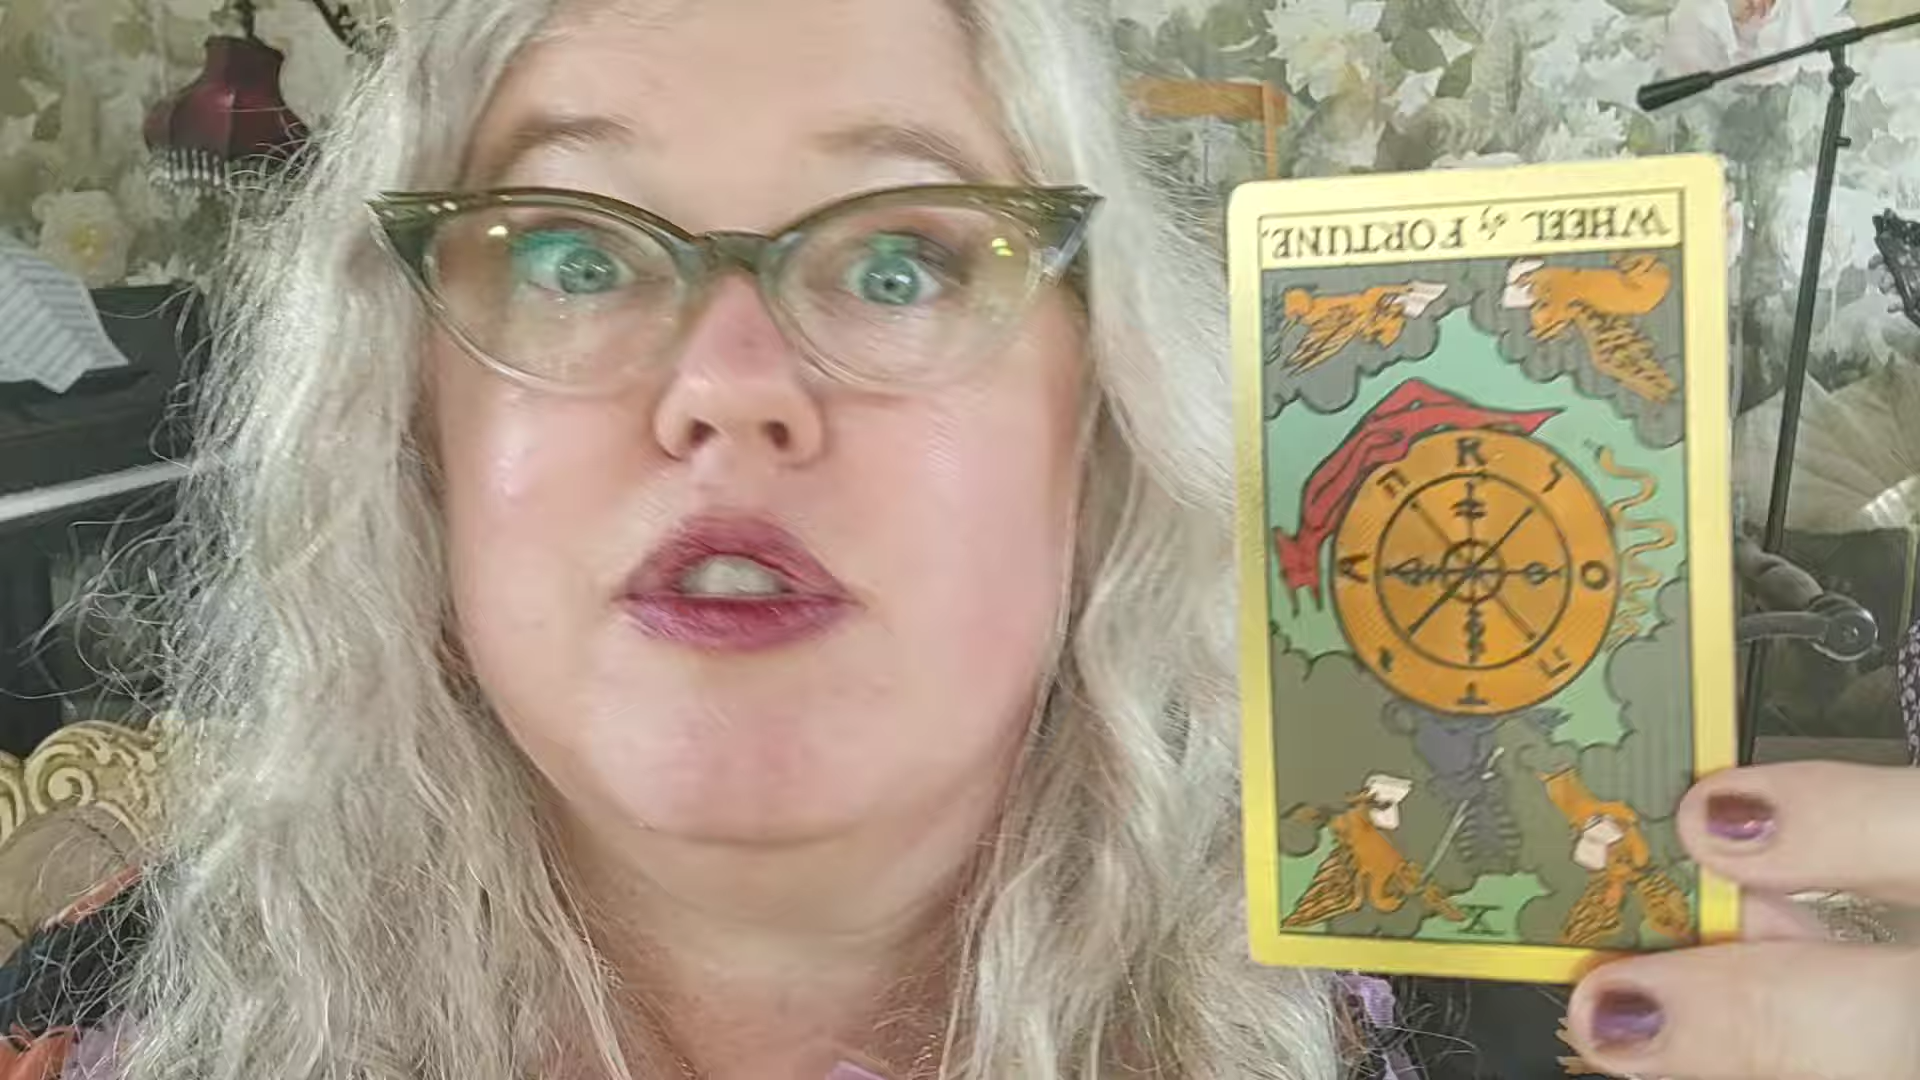 X
T
ה י
O A
ו ה
R
WHEEL of FORTUNE.